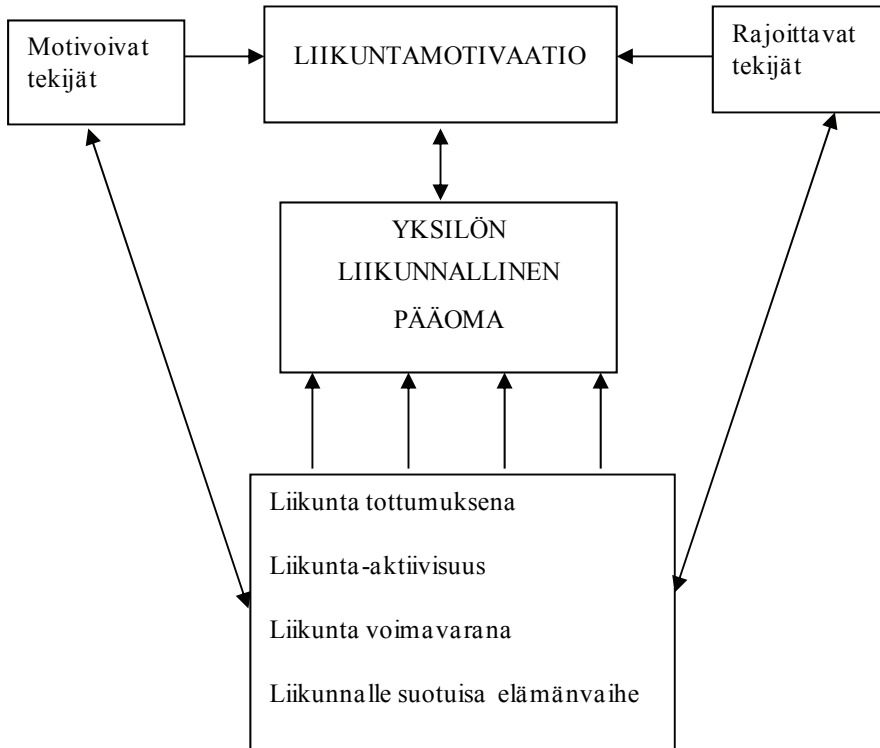 Motivoivat
tekijät
LIIKUNTAMOTIVAATIO
Rajoittavat
tekijät
YKSILÖN
LIIKUNNALLINEN
PÄÄOMA
Liikunta tottumuksena
Liikunta-aktiivisuus
Liikunta voimavarana
Liikunnalle suotuisa elämänvaihe